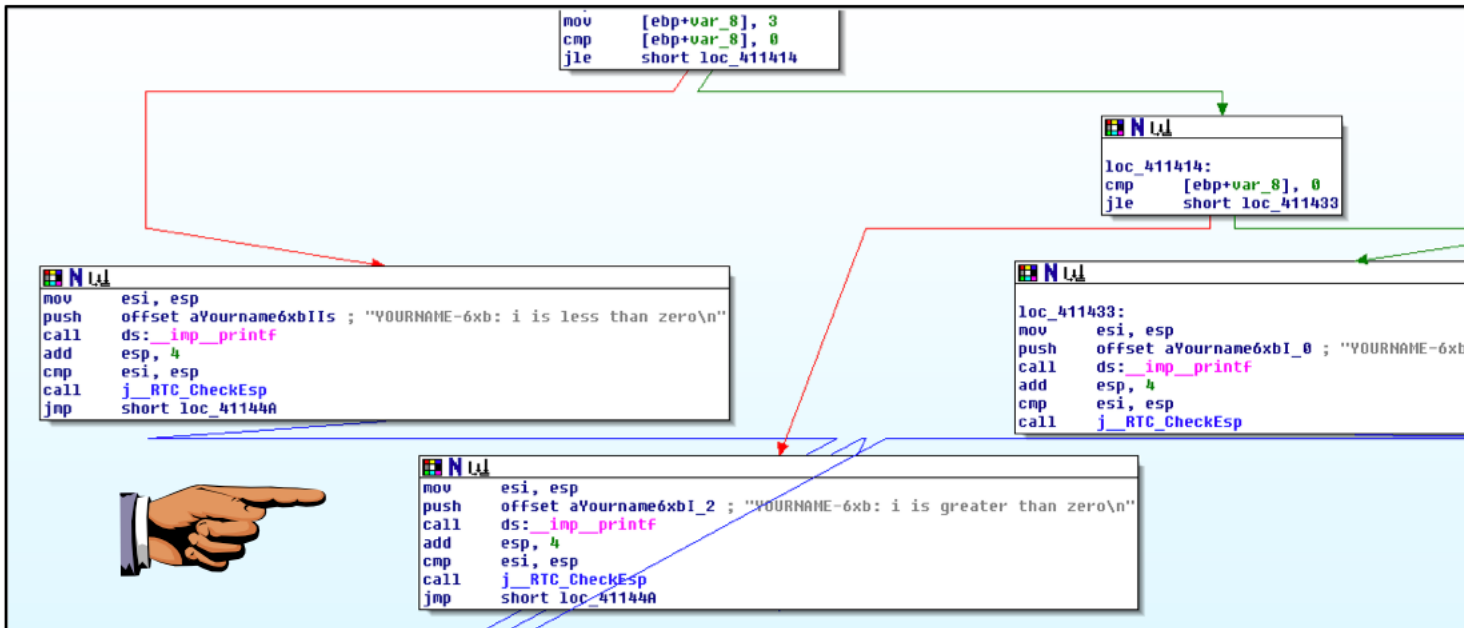 mov [ebp+var_8], 3
cmp [ebp+var_8], 0
jle short loc_411414
N
loc_411414:
cmp [ebp+var_8], 0
jle short loc_411433
N
mov esi, esp
push offset aYourname6xbIIs ; "YOURNAME-6xb: i is less than zero\n"
call ds:__imp__printf
add esp, 4
cmp esi, esp
call j__RTC_CheckEsp
jmp short loc_41144A
N
loc_411433:
mov esi, esp
push offset aYourname6xbI_0 ; "YOURNAME-6xb
call ds:__imp__printf
add esp, 4
cmp esi, esp
call j__RTC_CheckEsp
N
mov esi, esp
push offset aYourname6xbI_2 ; "YOURNAME-6xb: i is greater than zero\n"
call ds:__imp__printf
add esp, 4
cmp esi, esp
call j__RTC_CheckEsp
jmp short loc_41144A